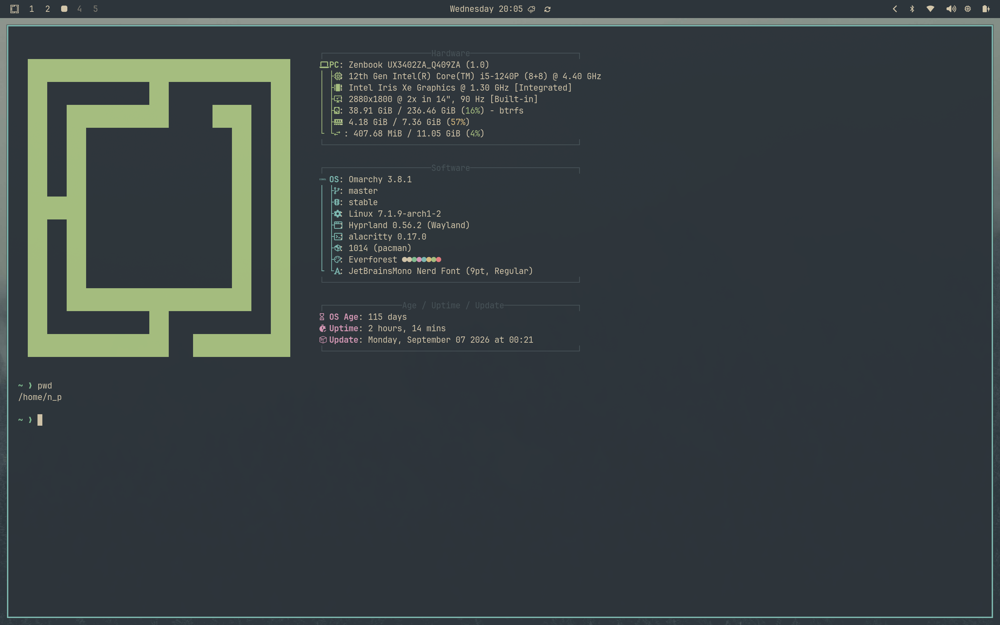 1 2 4 5
Wednesday 20:05
Hardware
PC: Zenbook UX3402ZA_Q409ZA (1.0)
12th Gen Intel(R) Core(TM) i5-1240P (8+8) @ 4.40 GHz
Intel Iris Xe Graphics @ 1.30 GHz [Integrated]
2880x1800 @ 2x in 14", 90 Hz [Built-in]
: 38.91 GiB / 236.46 GiB (16%) - btrfs
4.18 GiB / 7.36 GiB (57%)
: 407.68 MiB / 11.05 GiB (4%)
Software
COBOL OS: Omarchy 3.8.1
: master
: stable
: Linux 7.1.9-arch1-2
Hyprland 0.56.2 (Wayland)
alacritty 0.17.0
: 1014 (pacman)
: Everforest
: JetBrainsMono Nerd Font (9pt, Regular)
Age / Uptime / Update
OS Age: 115 days
Uptime: 2 hours, 14 mins
Update: Monday, September 07 2026 at 00:21
~ ❯ pwd
/home/n_p
~ ❯